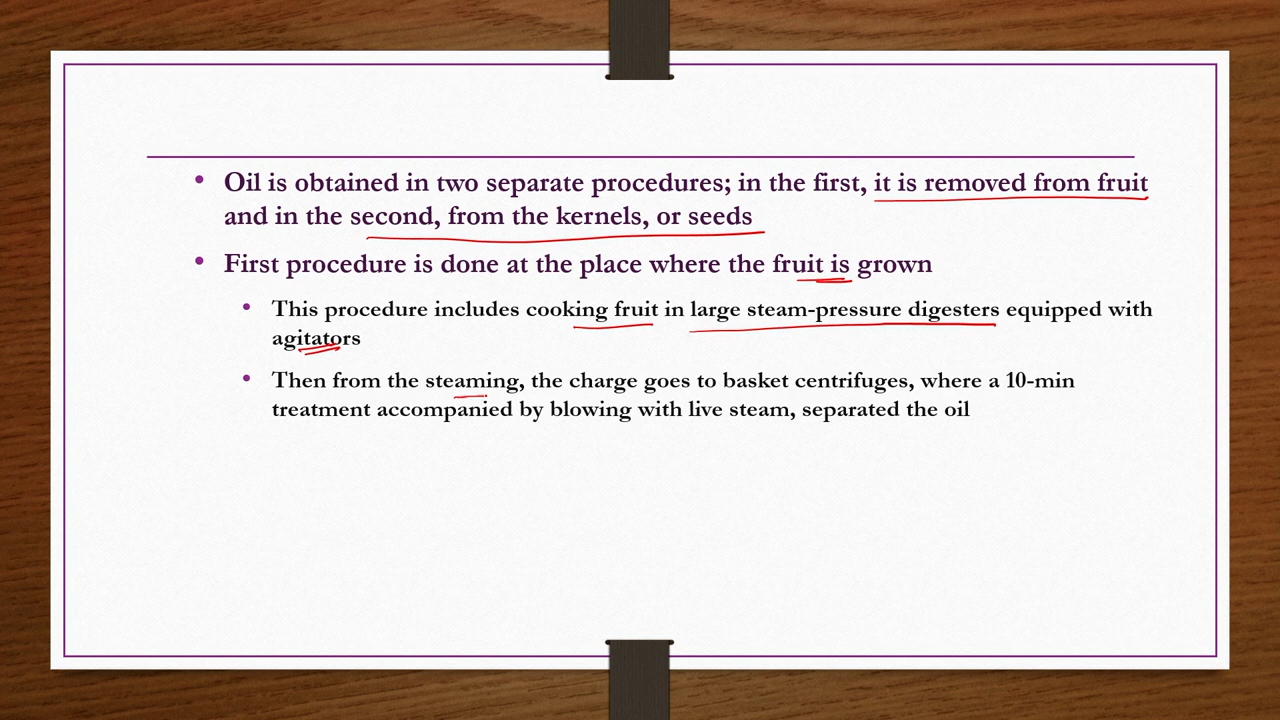 • Oil is obtained in two separate procedures; in the first, it is removed from fruit
and in the second, from the kernels, or seeds
• First procedure is done at the place where the fruit is grown
• This procedure includes cooking fruit in large steam-pressure digesters equipped with
agitators
• Then from the steaming, the charge goes to basket centrifuges, where a 10-min
treatment accompanied by blowing with live steam, separated the oil